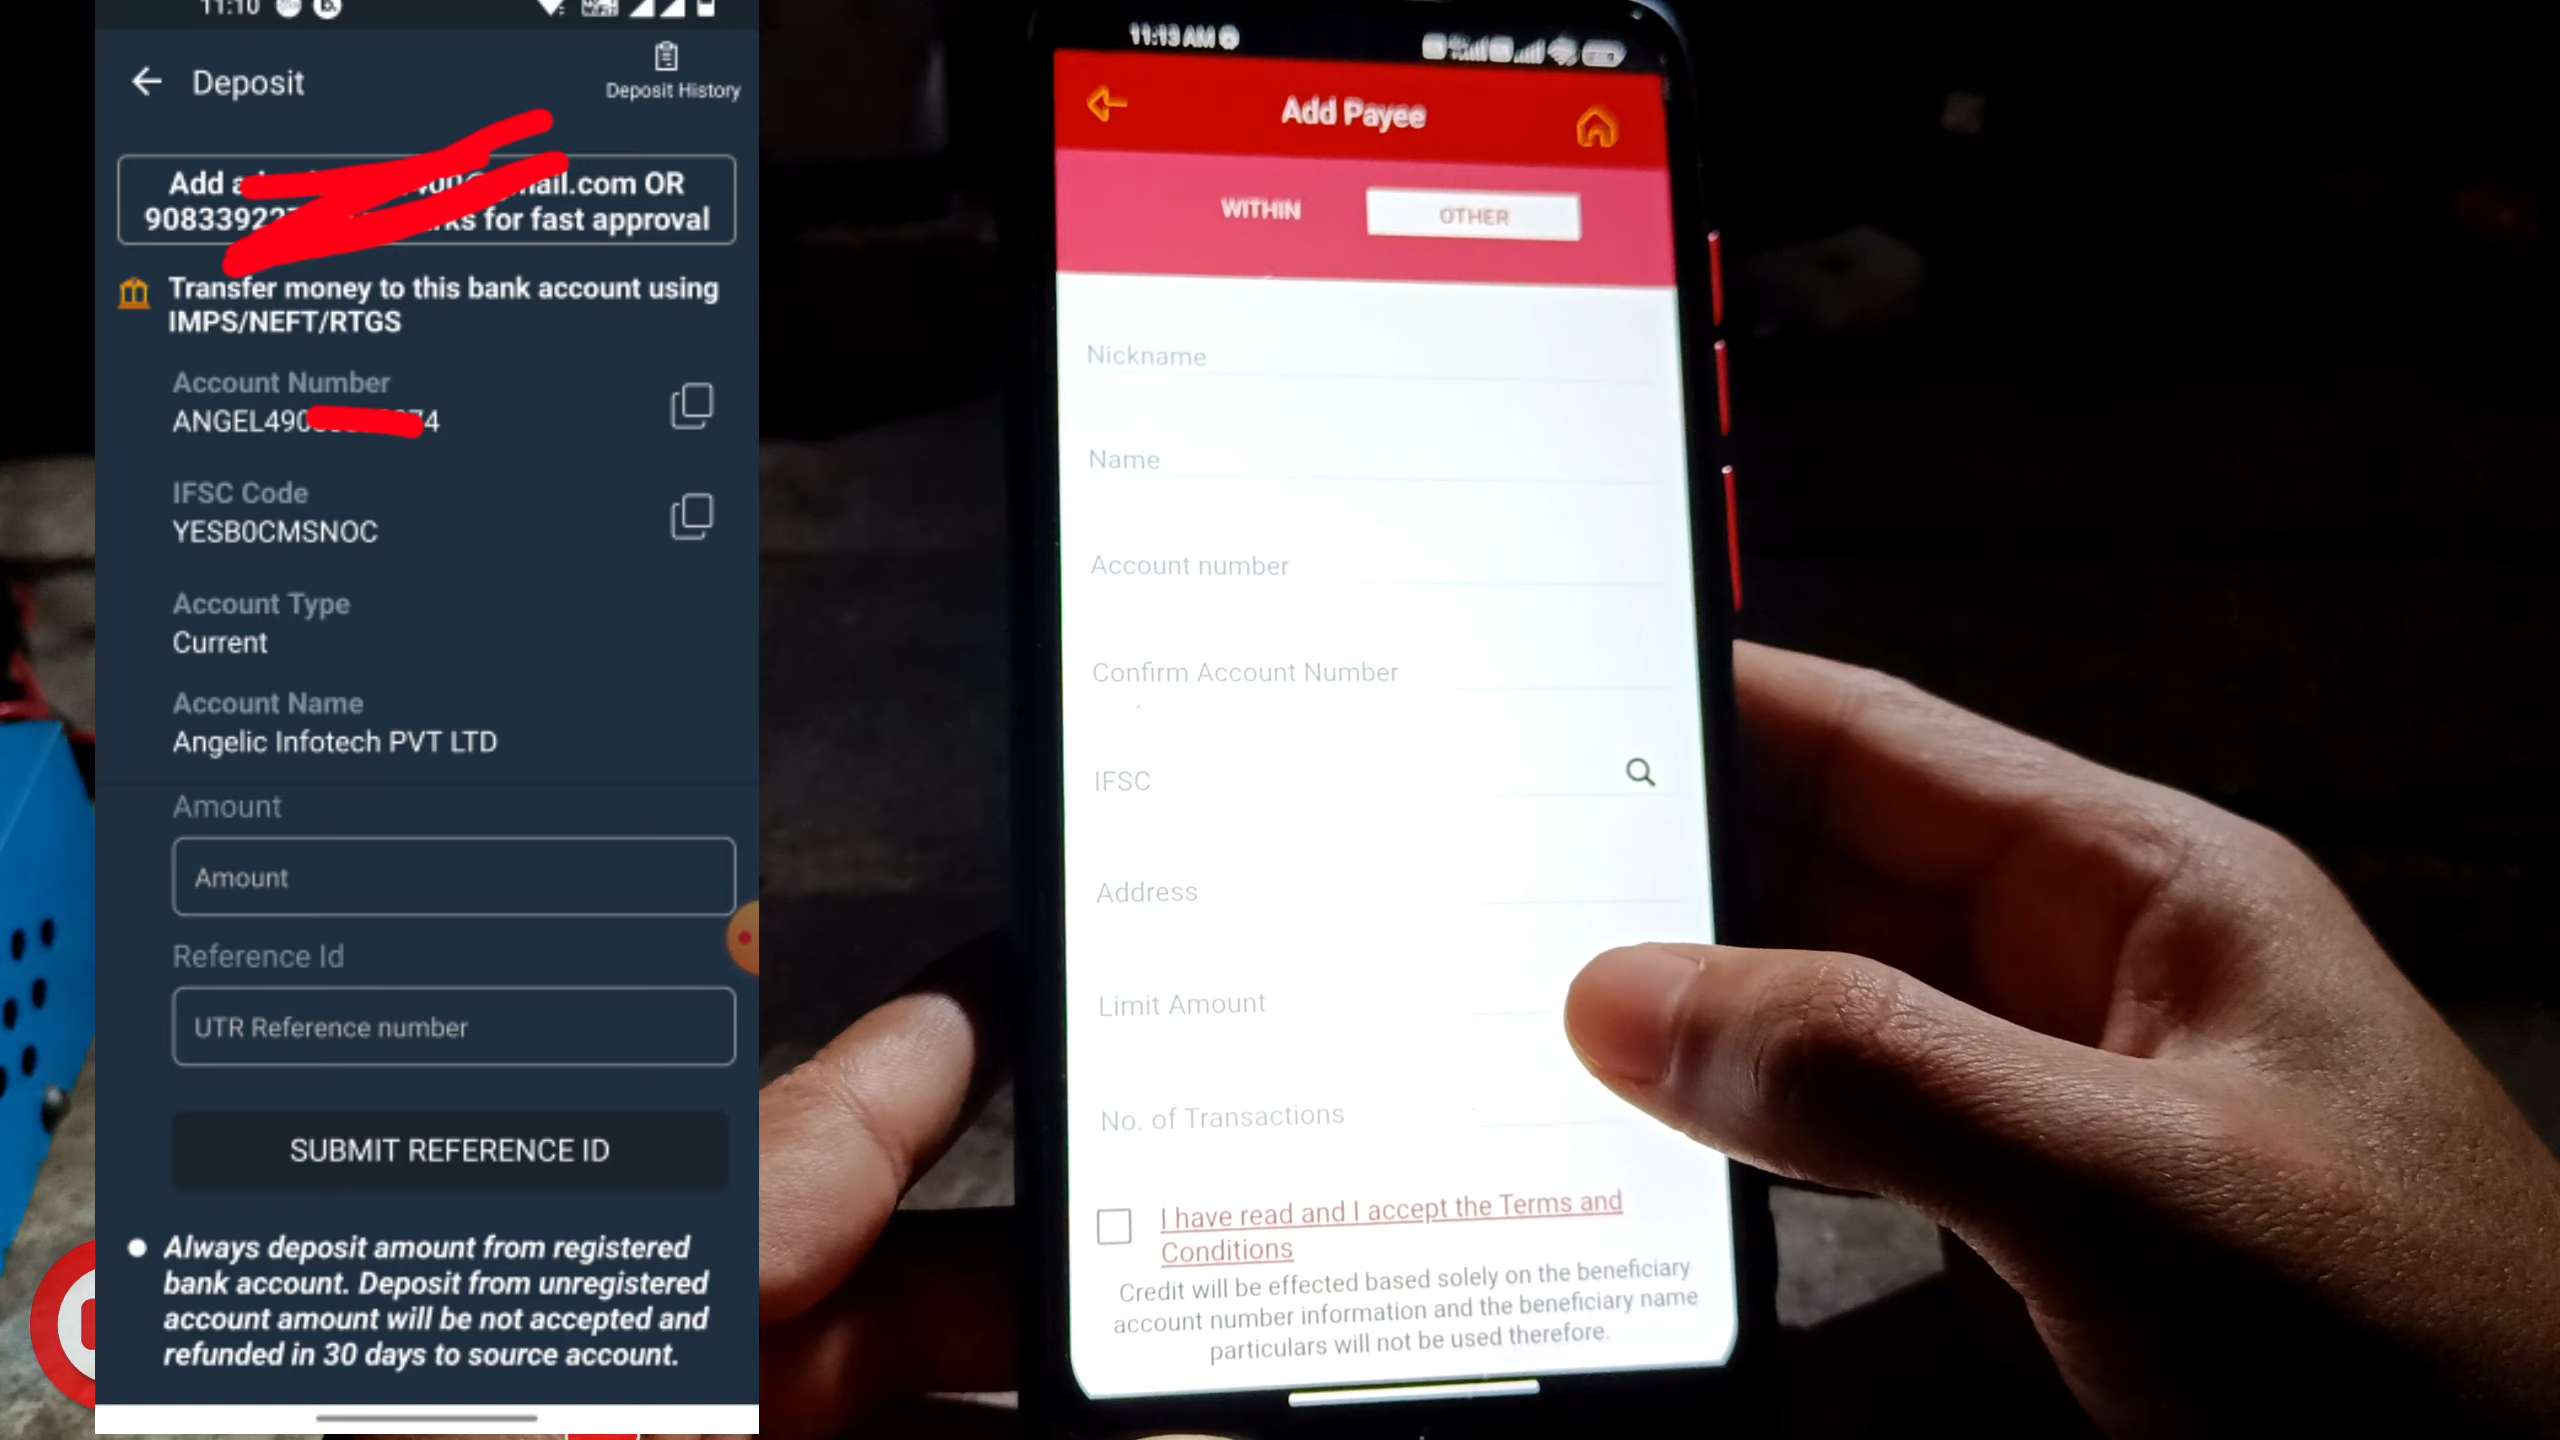 11:10
Deposit
Deposit History
Add mail.com OR
9083392 for fast approval
Transfer money to this bank account using
IMPS/NEFT/RTGS
Account Number
ANGEL490 74
IFSC Code
YESB0CMSNOC
Account Type
Current
Account Name
Angelic Infotech PVT LTD
Amount
Amount
Reference Id
UTR Reference number
SUBMIT REFERENCE ID
Always deposit amount from registered
bank account. Deposit from unregistered
account amount will be not accepted and
refunded in 30 days to source account.
11:13 AM
Add Payee
WITHIN
OTHER
Nickname
Name
Account number
Confirm Account Number
IFSC
Address
Limit Amount
No. of Transactions
I have read and I accept the Terms and
Conditions
Credit will be effected based solely on the beneficiary
account number information and the beneficiary name
particulars will not be used therefore.